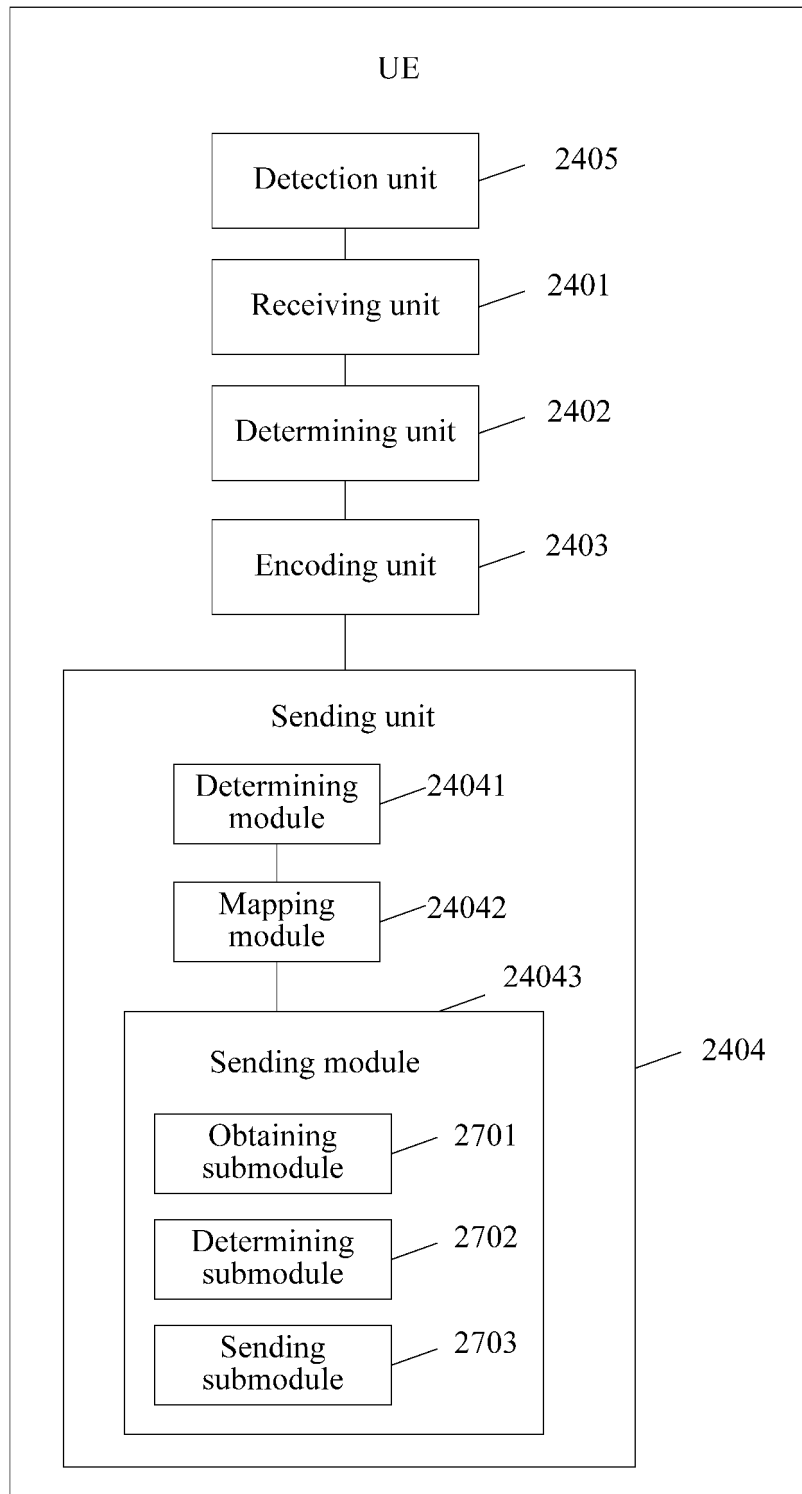 UE
Detection unit
2405
Receiving unit
2401
Determining unit
2402
Encoding unit
2403
Sending unit
Determining
module
24041
Mapping
module
24042
24043
Sending module
2404
Obtaining
submodule
2701
Determining
submodule
2702
Sending
submodule
2703